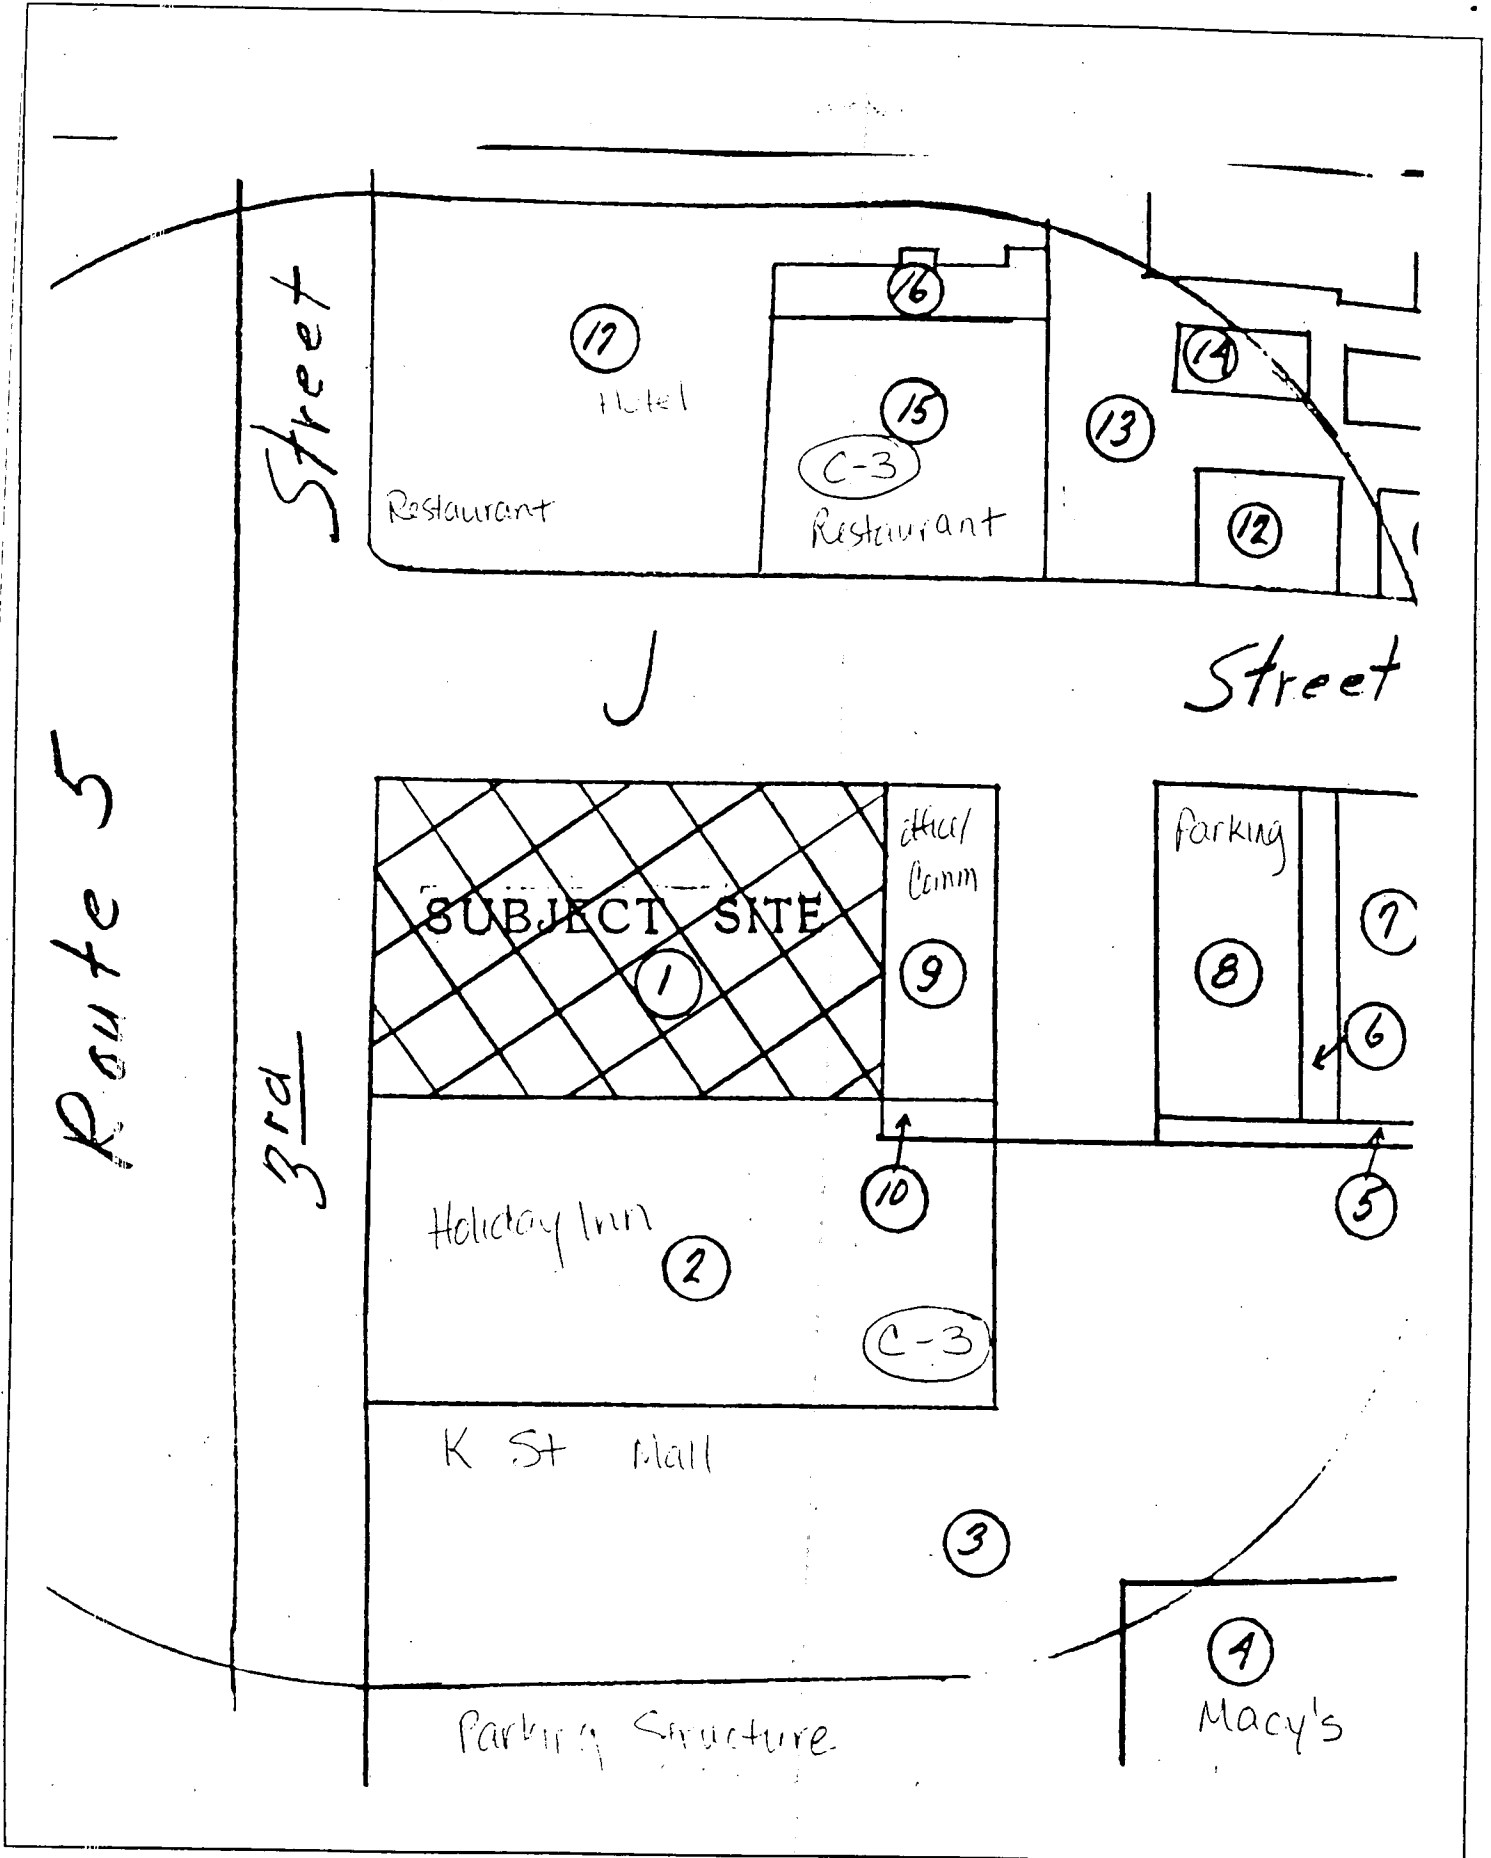 16
17
14
Hotel
15
13
C-3
Restaurant
Restaurant
12
Street
J Street
Route 5
3rd
Parking
Comm
SUBJECT SITE
7
1
9
8
6
10
5
Holiday Inn
2
C-3
K St Mall
3
4
Macy's
Parking Structure